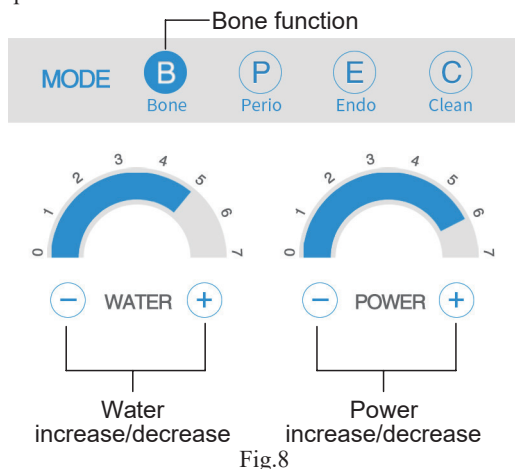 Bone function
MODE B P E C
Bone Perio Endo Clean
0 1 2 3 4 5 6 7
0 1 2 3 4 5 6 7
− WATER +
− POWER +
Water
increase/decrease
Power
increase/decrease
Fig.8